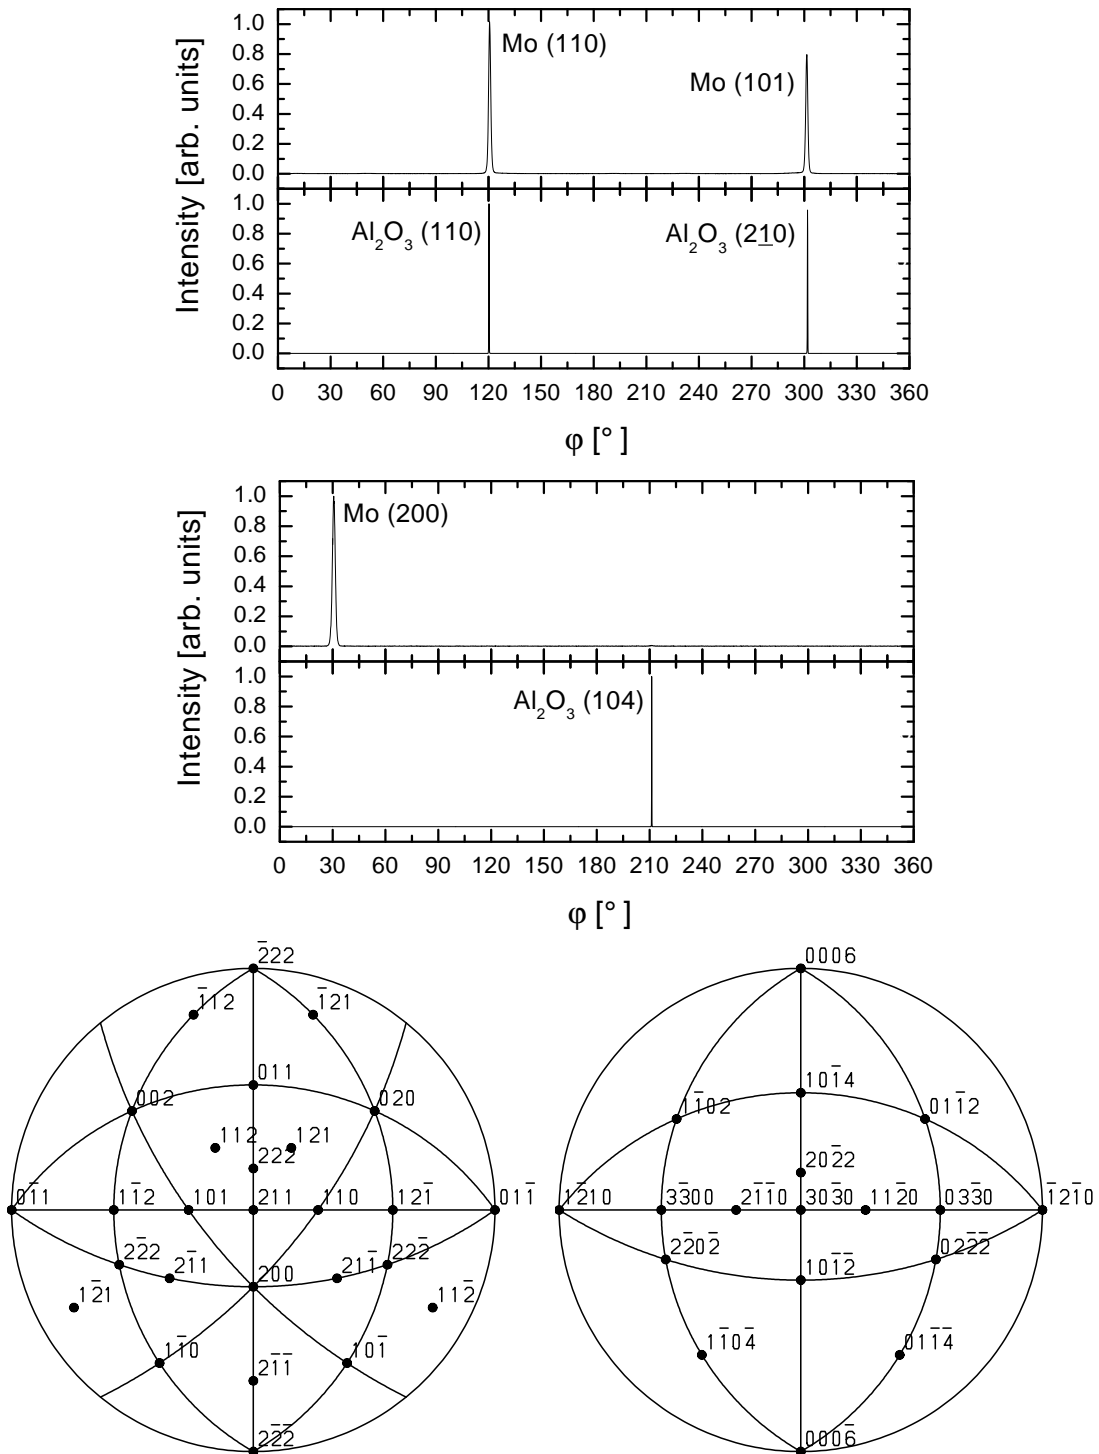 1.0
0.8
0.6
0.4
0.2
0.0
Mo (110)
Mo (101)
Intensity [arb. units]
1.0
0.8
0.6
0.4
0.2
0.0
Al₂O₃ (110)
Al₂O₃ (21̲0)
0 30 60 90 120 150 180 210 240 270 300 330 360
φ [°]
1.0
0.8
0.6
0.4
0.2
0.0
Mo (200)
Intensity [arb. units]
1.0
0.8
0.6
0.4
0.2
0.0
Al₂O₃ (104)
0 30 60 90 120 150 180 210 240 270 300 330 360
φ [°]
2̅22
1̅12 1̅21
011
002 020
112 121
222
01̅1 11̅2 101 211 110 121̅ 011̅
22̅2 21̅1 200 211̅ 222̅
12̅1 112̅
11̅0 101̅
21̅1̅
22̅2̅
0006
101̅4
11̅02 011̅2
202̅2
12̅10 33̅00 21̅1̅0 303̅0 112̅0 033̅0 1̅21̅0
22̅02̅ 101̅2̅ 022̅2̅
11̅04̅ 011̅4̅
0006̅